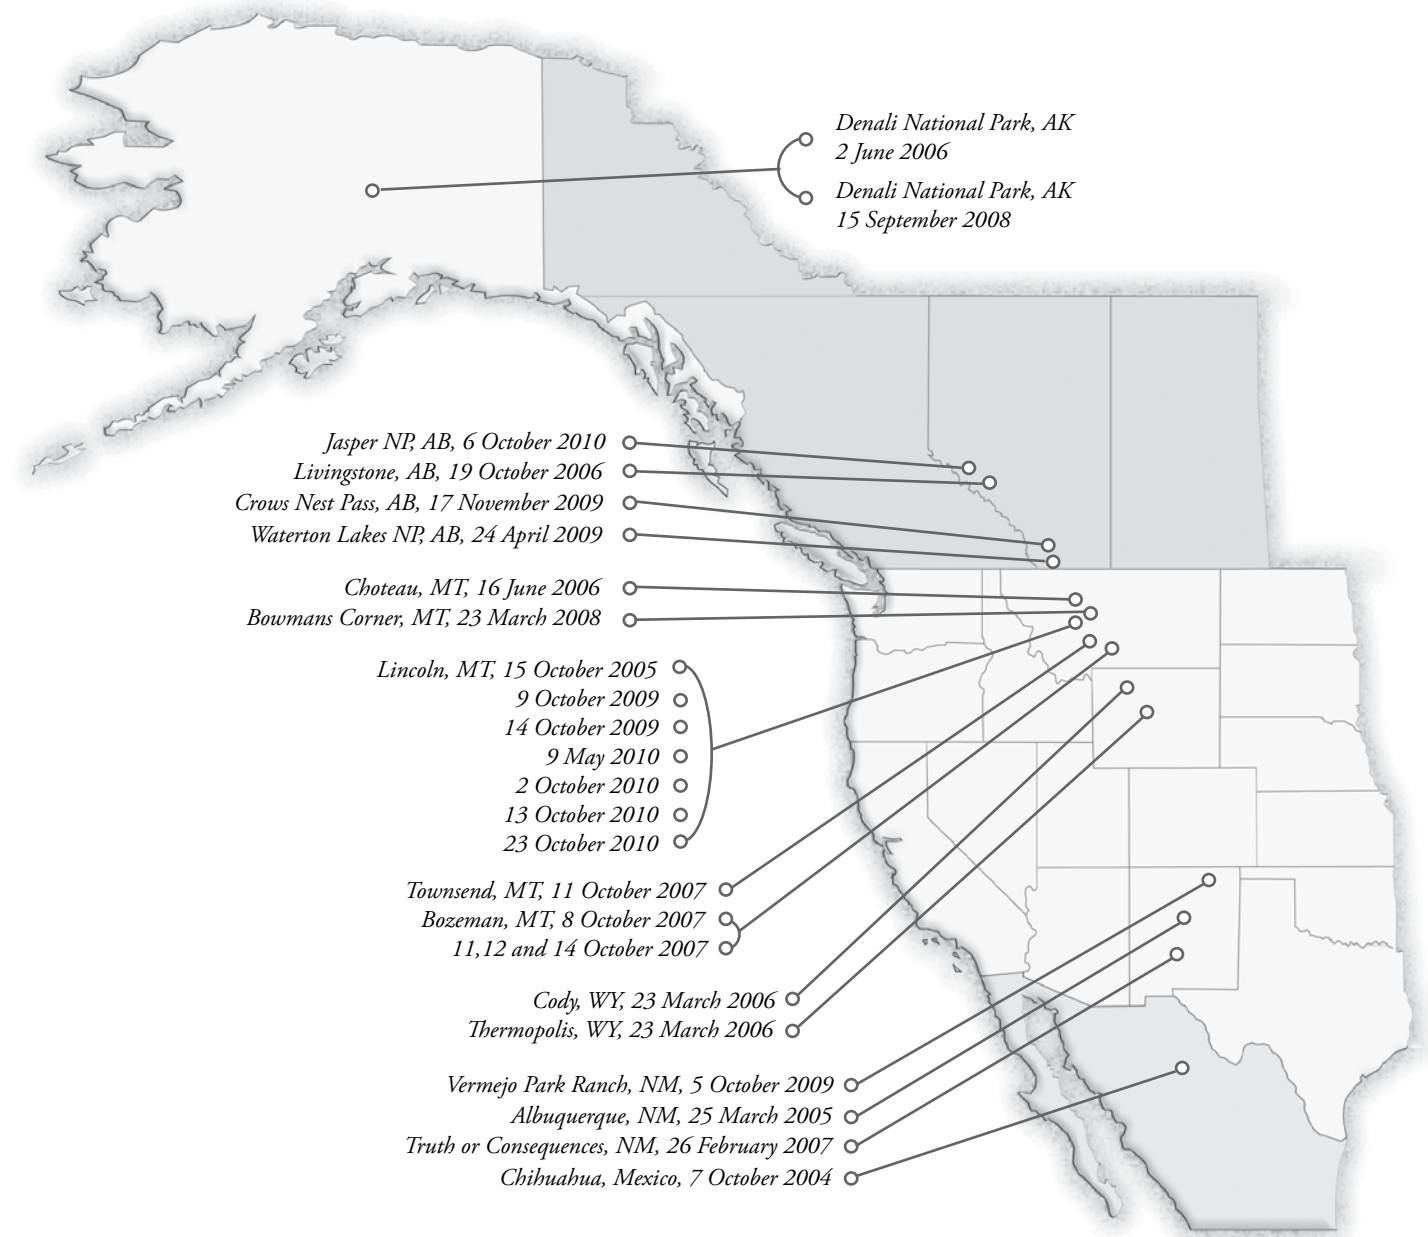 Denali National Park, AK
2 June 2006
Denali National Park, AK
15 September 2008
Jasper NP, AB, 6 October 2010
Livingstone, AB, 19 October 2006
Crows Nest Pass, AB, 17 November 2009
Waterton Lakes NP, AB, 24 April 2009
Choteau, MT, 16 June 2006
Bowmans Corner, MT, 23 March 2008
Lincoln, MT, 15 October 2005
9 October 2009
14 October 2009
9 May 2010
2 October 2010
13 October 2010
23 October 2010
Townsend, MT, 11 October 2007
Bozeman, MT, 8 October 2007
11,12 and 14 October 2007
Cody, WY, 23 March 2006
Thermopolis, WY, 23 March 2006
Vermejo Park Ranch, NM, 5 October 2009
Albuquerque, NM, 25 March 2005
Truth or Consequences, NM, 26 February 2007
Chihuahua, Mexico, 7 October 2004